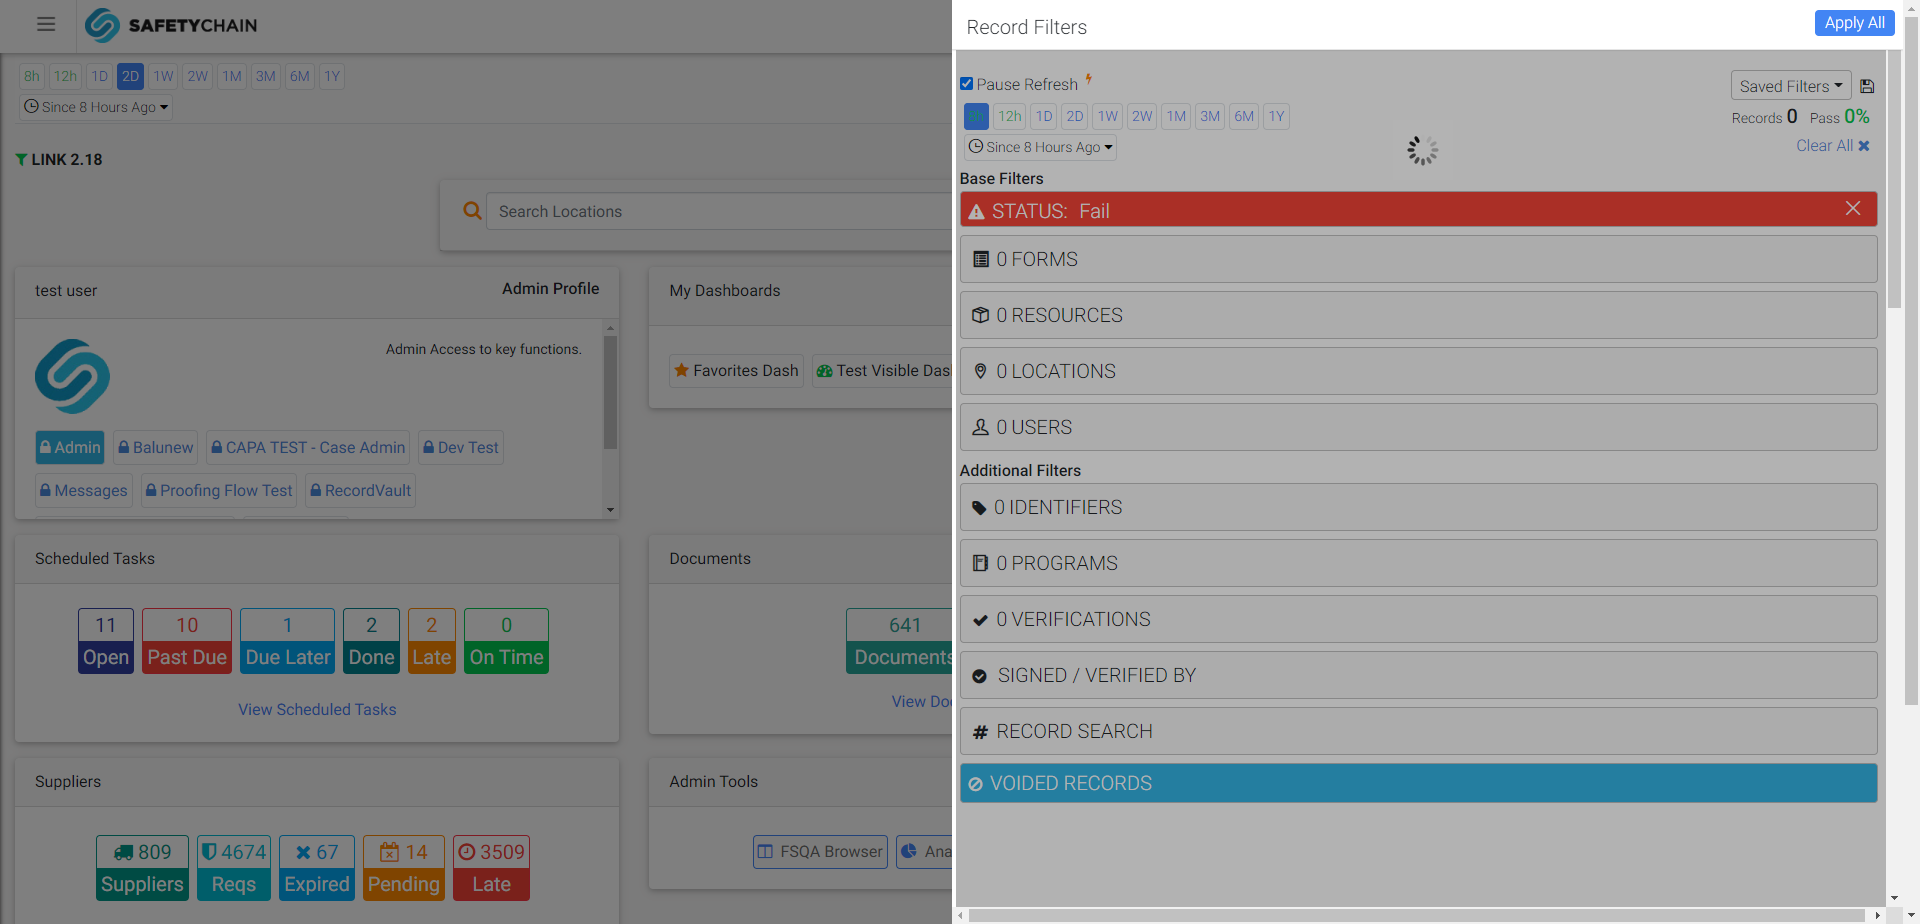 SAFETYCHAIN
8h 12h 1D 2D 1W 2W 1M 3M 6M 1Y
Since 8 Hours Ago
LINK 2.18
Search Locations
test user
Admin Profile
Admin Access to key functions.
Admin Balunew CAPA TEST - Case Admin Dev Test
Messages Proofing Flow Test RecordVault
My Dashboards
Favorites Dash Test Visible Das
Scheduled Tasks
11 10 1 2 2 0
Open Past Due Due Later Done Late On Time
View Scheduled Tasks
Documents
641
Documents
View Do
Suppliers
809 4674 67 14 3509
Suppliers Reqs Expired Pending Late
Admin Tools
FSQA Browser Ana
Record Filters
Apply All
Pause Refresh
Saved Filters
8h 12h 1D 2D 1W 2W 1M 3M 6M 1Y
Records 0 Pass 0%
Since 8 Hours Ago
Clear All
Base Filters
STATUS: Fail
0 FORMS
0 RESOURCES
0 LOCATIONS
0 USERS
Additional Filters
0 IDENTIFIERS
0 PROGRAMS
0 VERIFICATIONS
SIGNED / VERIFIED BY
RECORD SEARCH
VOIDED RECORDS